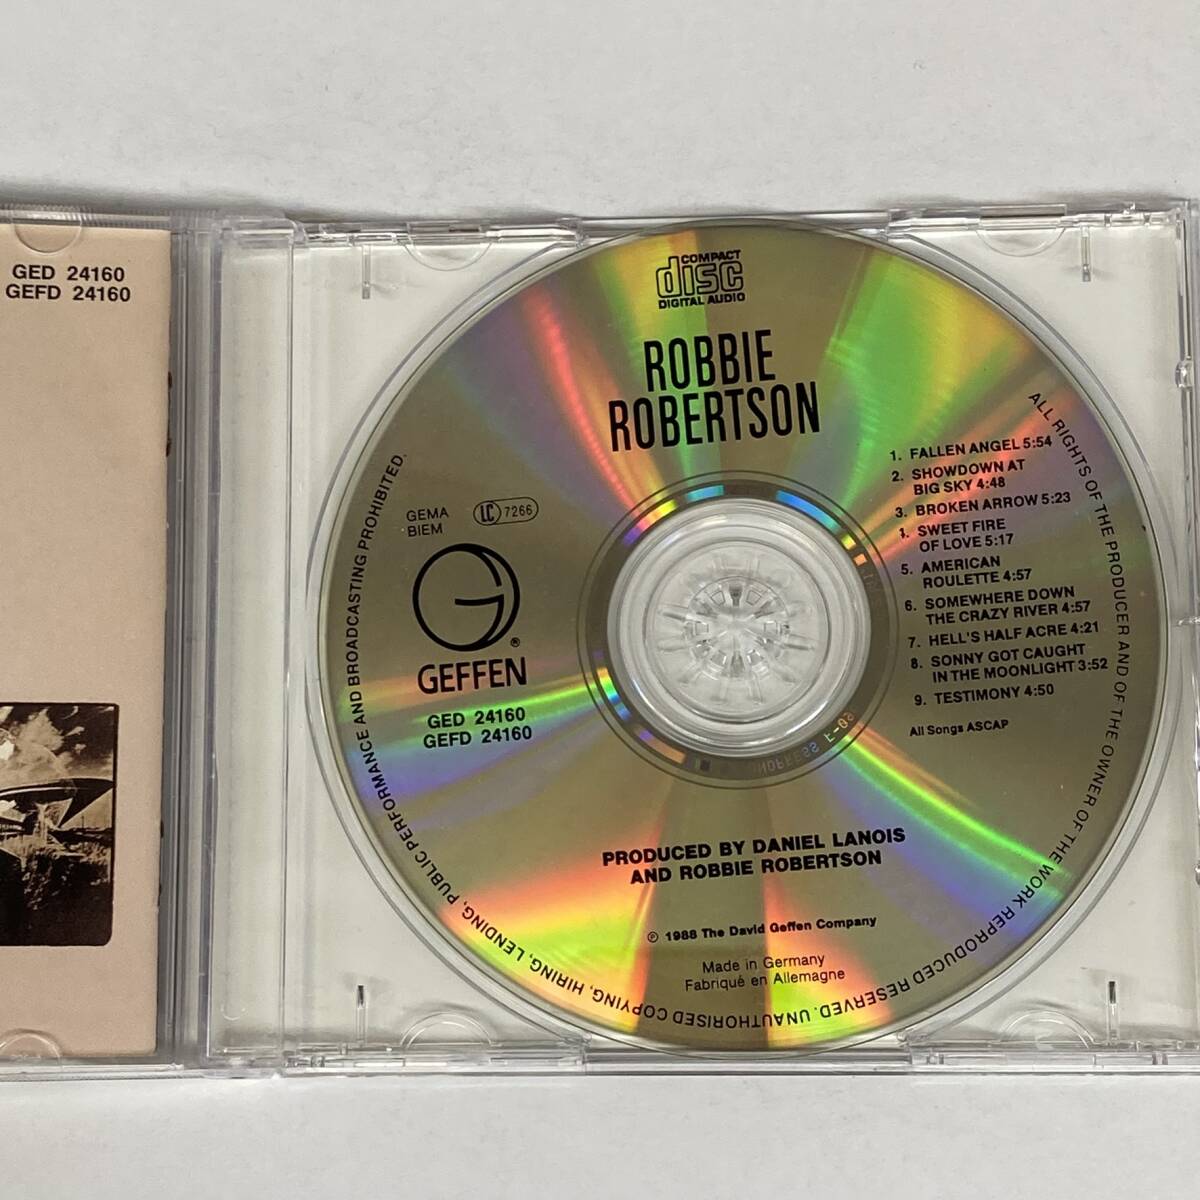 GED 24160
GEFD 24160
COMPACT
disc
DIGITAL AUDIO
ROBBIE
ROBERTSON
GEMA
BIEM
LC 7266
G
®
GEFFEN
GED 24160
GEFD 24160
1. FALLEN ANGEL 5:54
2. SHOWDOWN AT
BIG SKY 4:48
3. BROKEN ARROW 5:23
SWEET FIRE
OF LOVE 5:17
5. AMERICAN
ROULETTE 4:57
6. SOMEWHERE DOWN
THE CRAZY RIVER 4:57
7. HELL'S HALF ACRE 4:21
8. SONNY GOT CAUGHT
IN THE MOONLIGHT 3:52
9. TESTIMONY 4:50
All Songs ASCAP
PRODUCED BY DANIEL LANOIS
AND ROBBIE ROBERTSON
℗ 1988 The David Geffen Company
Made in Germany
Fabriqué en Allemagne
ALL RIGHTS OF THE PRODUCER AND OF THE OWNER OF THE WORK REPRODUCED RESERVED. UNAUTHORISED COPYING, HIRING, LENDING, PUBLIC PERFORMANCE AND BROADCASTING PROHIBITED.